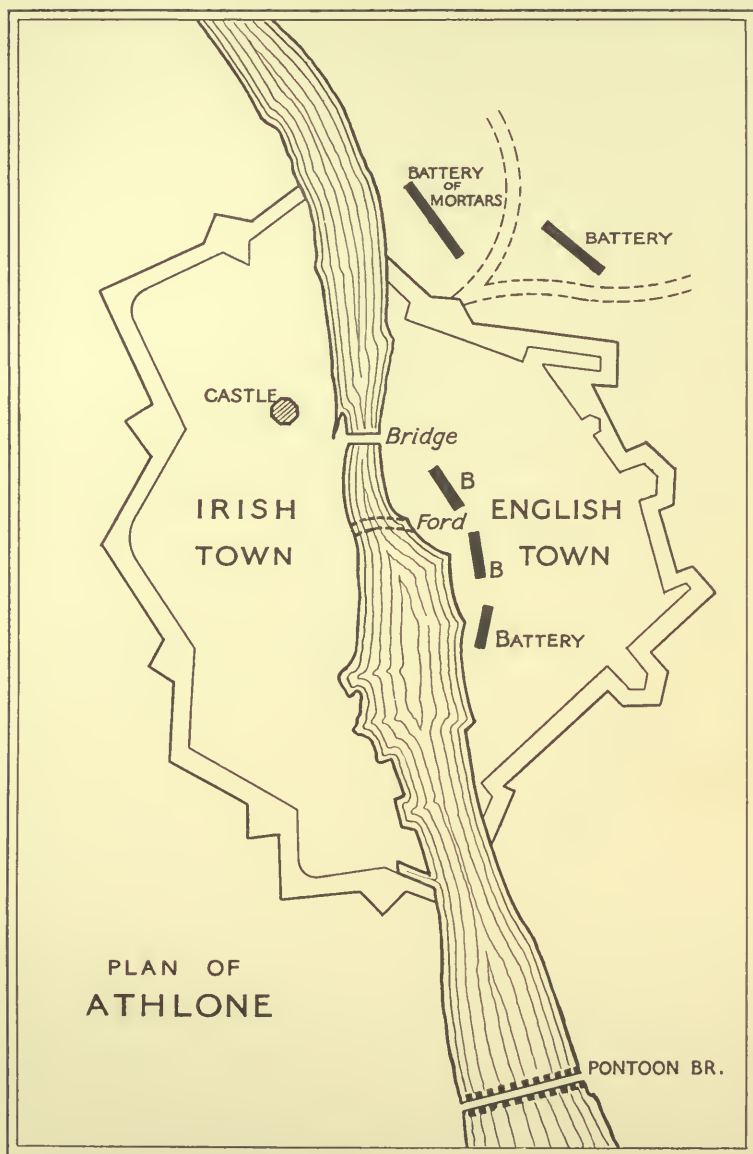 BATTERY
OF
MORTARS
BATTERY
CASTLE
Bridge
B
IRISH
TOWN
Ford
ENGLISH
TOWN
B
BATTERY
PLAN OF
ATHLONE
PONTOON BR.